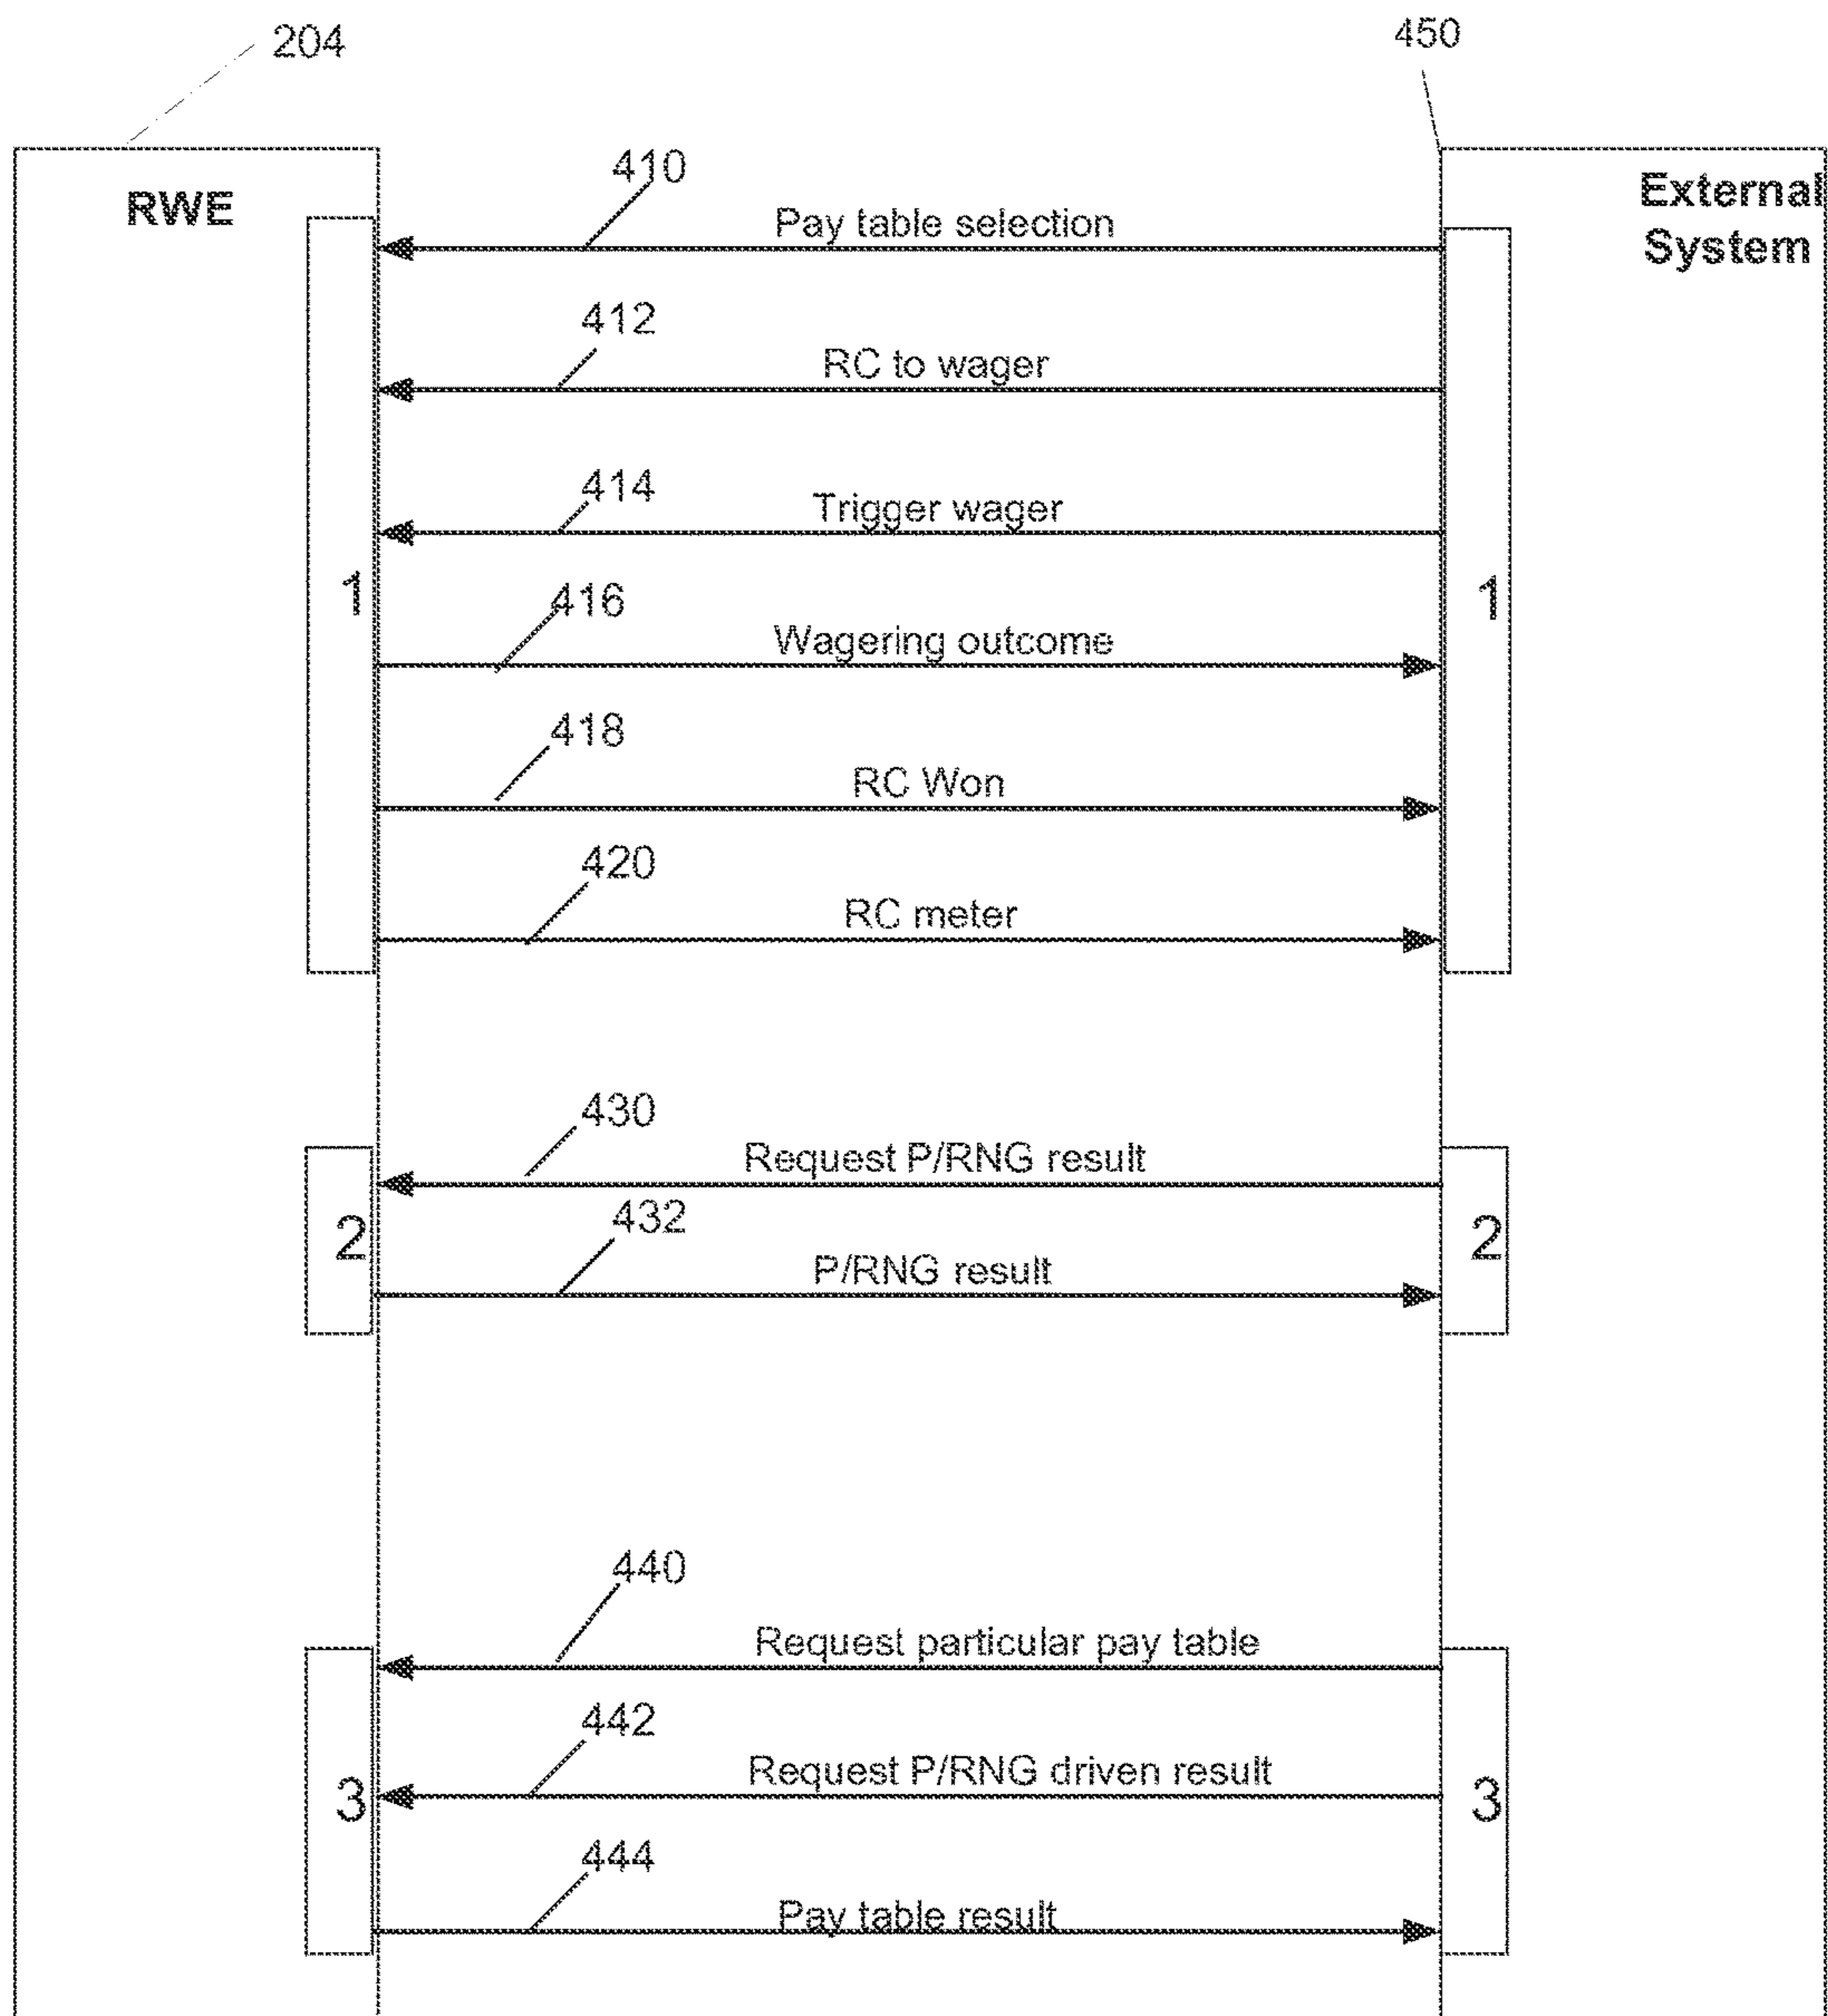 204
450
RWE
External
System
410
Pay table selection
412
RC to wager
414
Trigger wager
1
1
416
Wagering outcome
418
RC Won
420
RC meter
430
Request P/RNG result
2
2
432
P/RNG result
440
Request particular pay table
442
Request P/RNG driven result
3
3
444
Pay table result